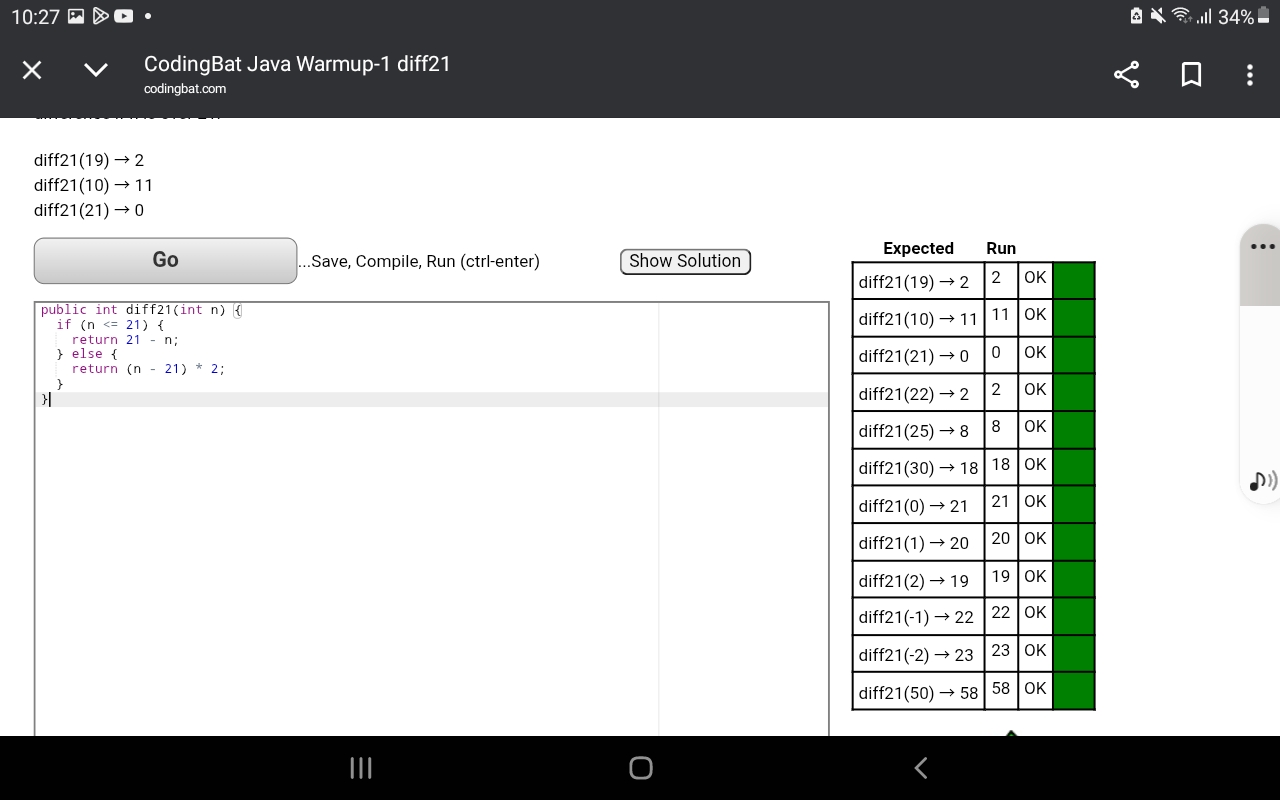 10:27
34%
CodingBat Java Warmup-1 diff21
codingbat.com
diff21(19) → 2
diff21(10) → 11
diff21(21) → 0
Go
...Save, Compile, Run (ctrl-enter)
Show Solution
public int diff21(int n) {
  if (n <= 21) {
    return 21 - n;
  } else {
    return (n - 21) * 2;
  }
}
Expected Run
diff21(19) → 2 2 OK
diff21(10) → 11 11 OK
diff21(21) → 0 0 OK
diff21(22) → 2 2 OK
diff21(25) → 8 8 OK
diff21(30) → 18 18 OK
diff21(0) → 21 21 OK
diff21(1) → 20 20 OK
diff21(2) → 19 19 OK
diff21(-1) → 22 22 OK
diff21(-2) → 23 23 OK
diff21(50) → 58 58 OK